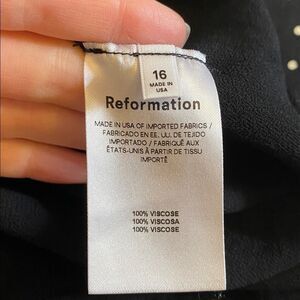 16
MADE IN
USA
Reformation
MADE IN USA OF IMPORTED FABRICS /
FABRICADO EN EE. UU. DE TEJIDO
IMPORTADO / FABRIQUÉ AUX
ÉTATS-UNIS À PARTIR DE TISSU
IMPORTÉ
100% VISCOSE
100% VISCOSA
100% VISCOSE